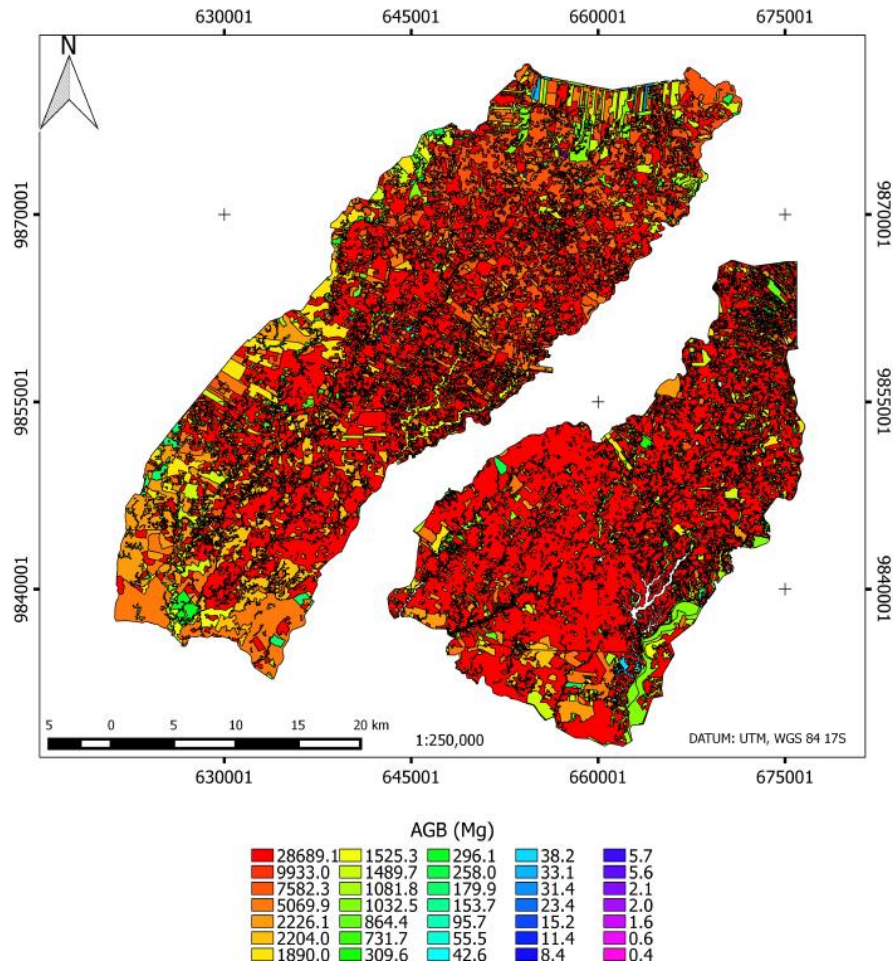 630001 645001 660001 675001
N
9870001 9870001
9855001 9855001
9840001 9840001
5 0 5 10 15 20 km
1:250,000
DATUM: UTM, WGS 84 17S
630001 645001 660001 675001
AGB (Mg)
28689.1 1525.3 296.1 38.2 5.7
9933.0 1489.7 258.0 33.1 5.6
7582.3 1081.8 179.9 31.4 2.1
5069.9 1032.5 153.7 23.4 2.0
2226.1 864.4 95.7 15.2 1.6
2204.0 731.7 55.5 11.4 0.6
1890.0 309.6 42.6 8.4 0.4